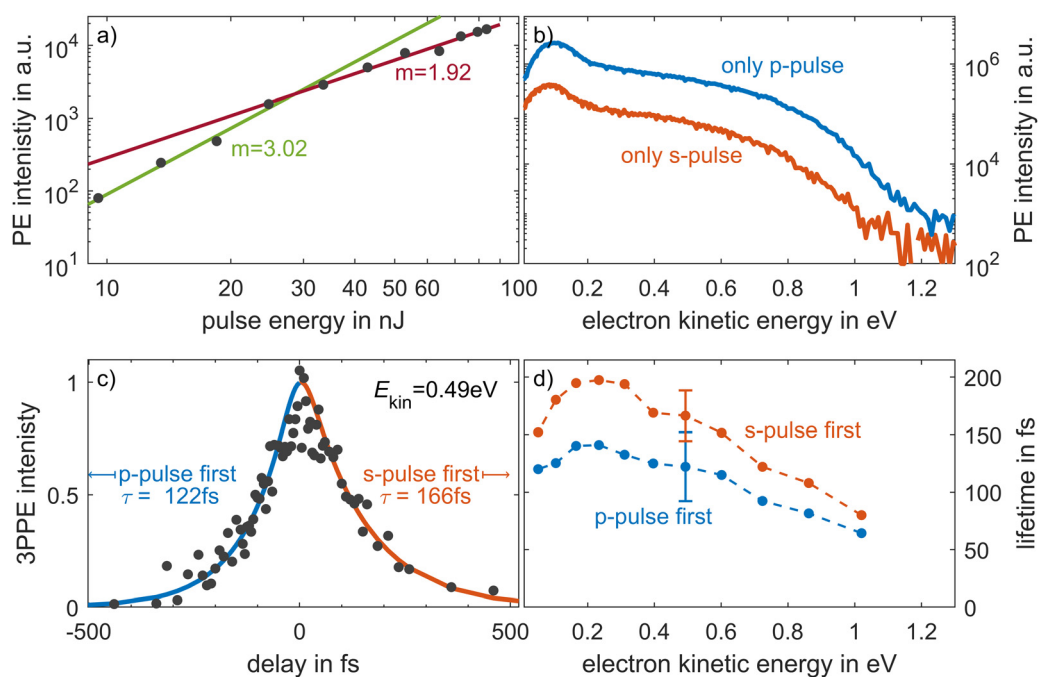 a)
m=1.92
m=3.02
10^4
10^3
10^2
10^1
PE intenistiy in a.u.
10
20
30
40
50
60
100
pulse energy in nJ
b)
only p-pulse
only s-pulse
10^6
10^4
10^2
PE intensity in a.u.
0
0.2
0.4
0.6
0.8
1
1.2
electron kinetic energy in eV
c)
E_kin=0.49eV
p-pulse first
τ = 122fs
s-pulse first
τ = 166fs
1
0.5
0
3PPE intenisty
-500
0
500
delay in fs
d)
s-pulse first
p-pulse first
200
150
100
50
0
lifetime in fs
0
0.2
0.4
0.6
0.8
1
1.2
electron kinetic energy in eV